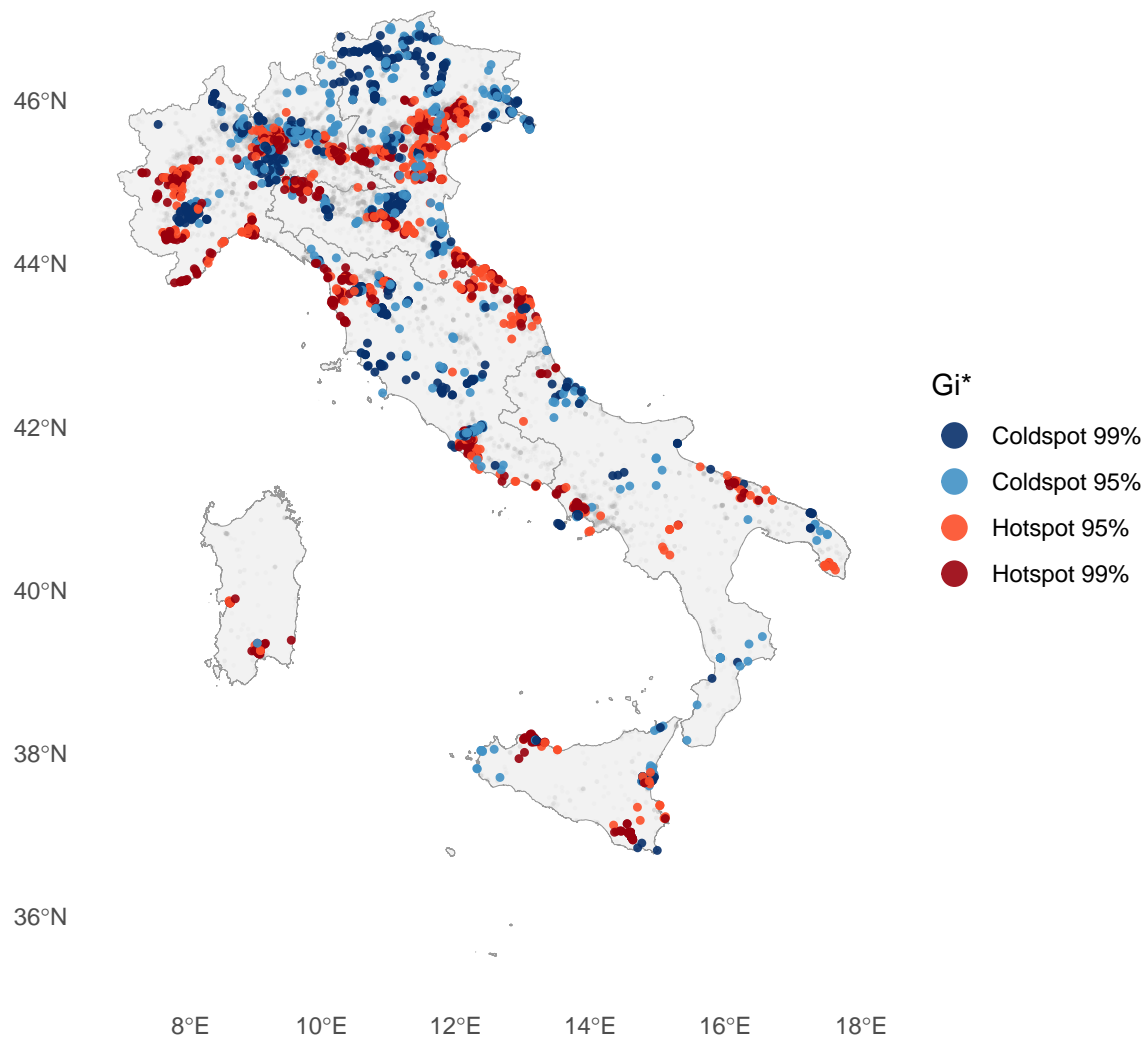 46°N
44°N
42°N
40°N
38°N
36°N
8°E
10°E
12°E
14°E
16°E
18°E
Gi*
Coldspot 99%
Coldspot 95%
Hotspot 95%
Hotspot 99%